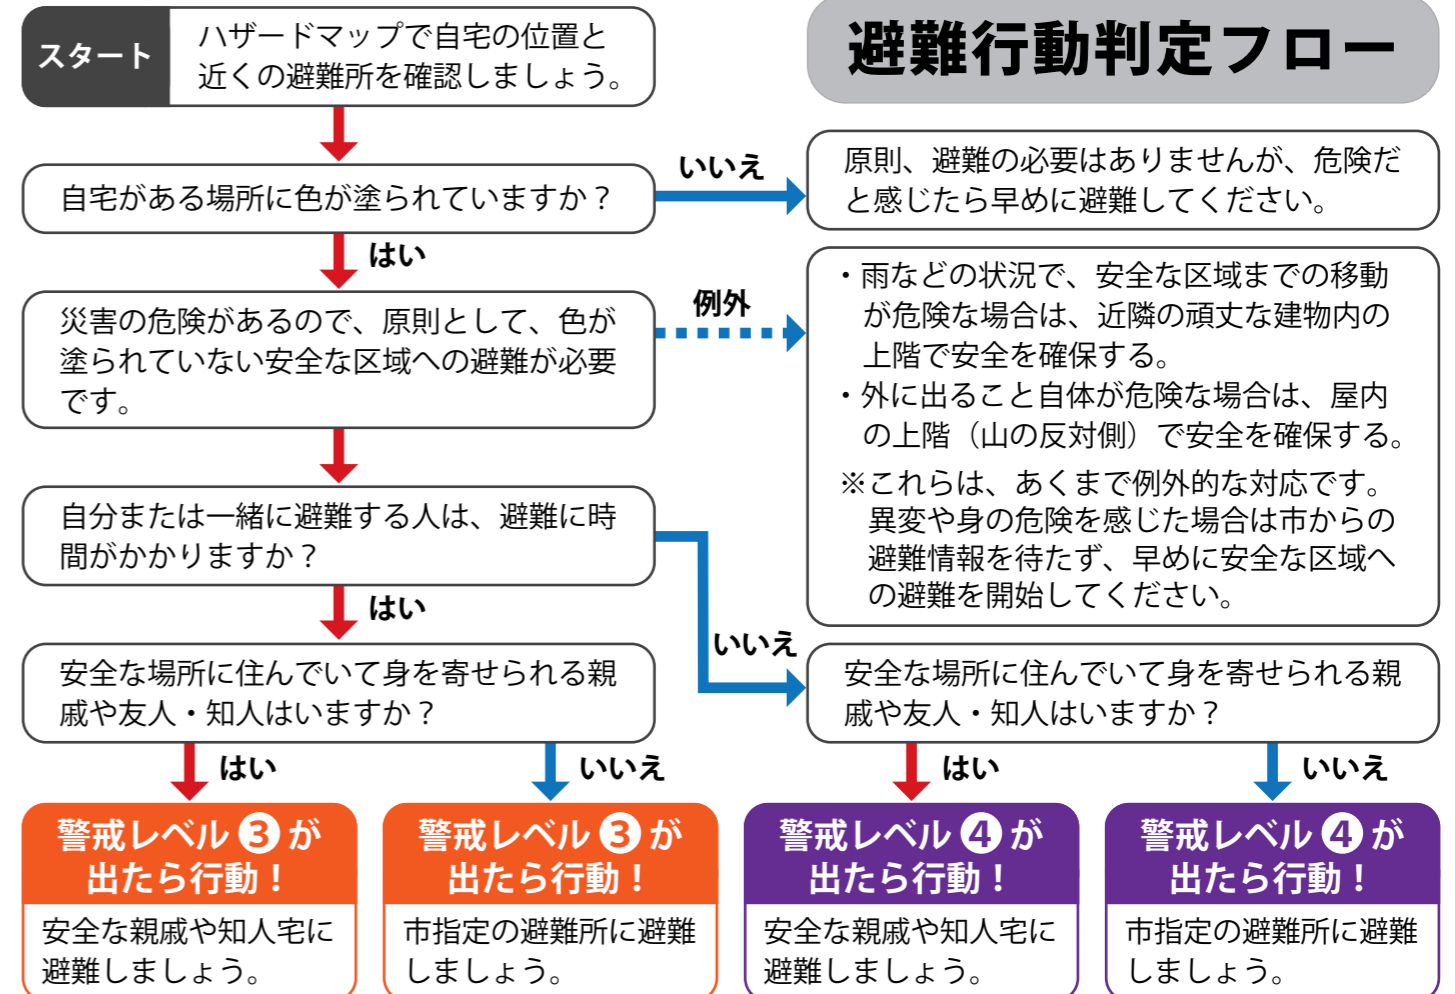 避難行動判定フロー
スタート
ハザードマップで自宅の位置と
近くの避難所を確認しましょう。
自宅がある場所に色が塗られていますか？
いいえ
原則、避難の必要はありませんが、危険だ
と感じたら早めに避難してください。
はい
災害の危険があるので、原則として、色が
塗られていない安全な区域への避難が必要
です。
例外
・雨などの状況で、安全な区域までの移動
が危険な場合は、近隣の頑丈な建物内の
上階で安全を確保する。
・外に出ること自体が危険な場合は、屋内
の上階（山の反対側）で安全を確保する。
※これらは、あくまで例外的な対応です。
異変や身の危険を感じた場合は市からの
避難情報を待たず、早めに安全な区域へ
の避難を開始してください。
自分または一緒に避難する人は、避難に時
間がかかりますか？
はい
いいえ
安全な場所に住んでいて身を寄せられる親
戚や友人・知人はいますか？
安全な場所に住んでいて身を寄せられる親
戚や友人・知人はいますか？
はい
いいえ
はい
いいえ
警戒レベル❸が
出たら行動！
安全な親戚や知人宅に
避難しましょう。
警戒レベル❸が
出たら行動！
市指定の避難所に避難
しましょう。
警戒レベル❹が
出たら行動！
安全な親戚や知人宅に
避難しましょう。
警戒レベル❹が
出たら行動！
市指定の避難所に避難
しましょう。